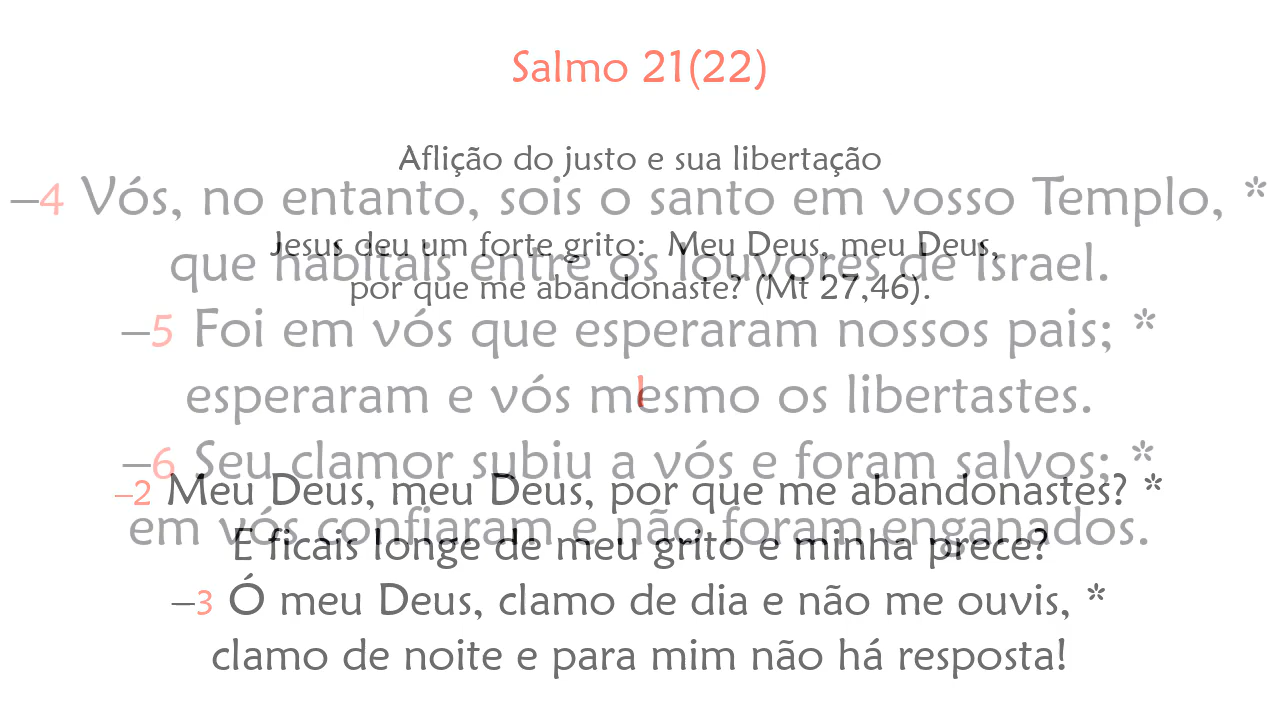 Salmo 21(22)
Aflição do justo e sua libertação
Jesus deu um forte grito: Meu Deus, meu Deus,
por que me abandonaste? (Mt 27,46).
I
–2 Meu Deus, meu Deus, por que me abandonastes? *
E ficais longe de meu grito e minha prece?
–3 Ó meu Deus, clamo de dia e não me ouvis, *
clamo de noite e para mim não há resposta!
–4 Vós, no entanto, sois o santo em vosso Templo, *
que habitais entre os louvores de Israel.
–5 Foi em vós que esperaram nossos pais; *
esperaram e vós mesmo os libertastes.
–6 Seu clamor subiu a vós e foram salvos; *
em vós confiaram e não foram enganados.